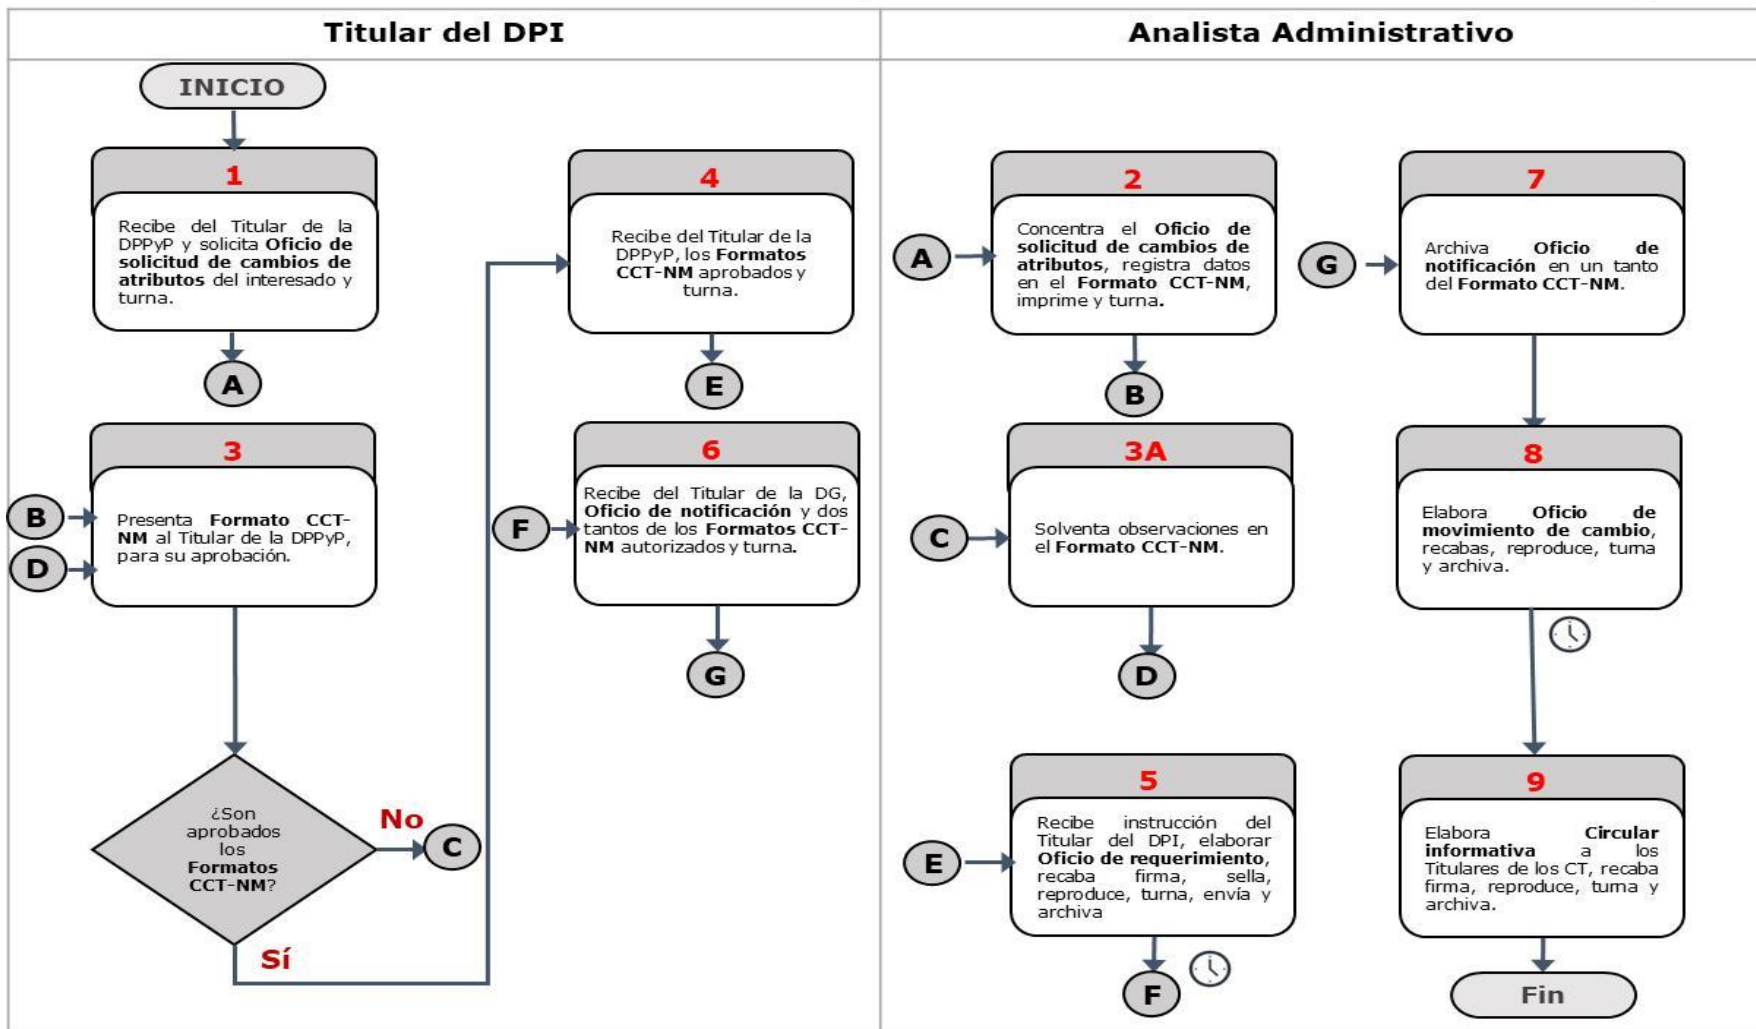 Titular del DPI
Analista Administrativo
INICIO
1
Recibe del Titular de la
DPPyP y solicita Oficio de
solicitud de cambios de
atributos del interesado y
turna.
A
3
B
D
Presenta Formato CCT-
NM al Titular de la DPPyP,
para su aprobación.
¿Son
aprobados
los
Formatos
CCT-NM?
No
C
Sí
4
Recibe del Titular de la
DPPyP, los Formatos
CCT-NM aprobados y
turna.
E
6
F
Recibe del Titular de la DG,
Oficio de notificación y dos
tantos de los Formatos CCT-
NM autorizados y turna.
G
2
A
Concentra el Oficio de
solicitud de cambios de
atributos, registra datos
en el Formato CCT-NM,
imprime y turna.
B
3A
C
Solventa observaciones en
el Formato CCT-NM.
D
5
E
Recibe instrucción del
Titular del DPI, elaborar
Oficio de requerimiento,
recaba firma, sella,
reproduce, turna, envía y
archiva
F
7
G
Archiva Oficio de
notificación en un tanto
del Formato CCT-NM.
8
Elabora Oficio de
movimiento de cambio,
recabas, reproduce, turna
y archiva.
9
Elabora Circular
informativa a los
Titulares de los CT, recaba
firma, reproduce, turna y
archiva.
Fin